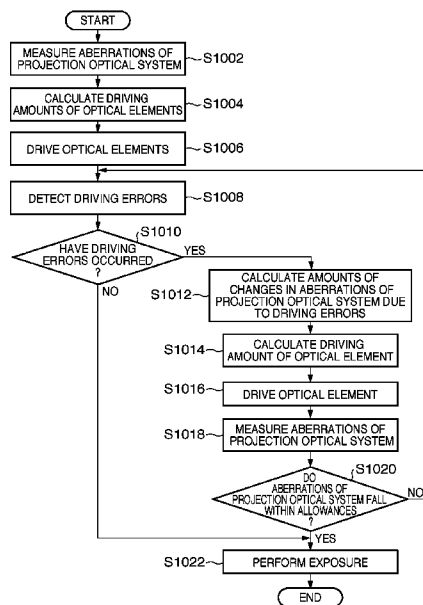 START
MEASURE ABERRATIONS OF
PROJECTION OPTICAL SYSTEM
S1002
CALCULATE DRIVING
AMOUNTS OF OPTICAL ELEMENTS
S1004
DRIVE OPTICAL ELEMENTS
S1006
DETECT DRIVING ERRORS
S1008
S1010
HAVE DRIVING
ERRORS OCCURRED
?
YES
NO
CALCULATE AMOUNTS OF
CHANGES IN ABERRATIONS OF
PROJECTION OPTICAL SYSTEM DUE
TO DRIVING ERRORS
S1012
CALCULATE DRIVING
AMOUNT OF OPTICAL ELEMENT
S1014
DRIVE OPTICAL ELEMENT
S1016
MEASURE ABERRATIONS OF
PROJECTION OPTICAL SYSTEM
S1018
S1020
DO
ABERRATIONS OF
PROJECTION OPTICAL SYSTEM FALL
WITHIN ALLOWANCES
?
NO
YES
PERFORM EXPOSURE
S1022
END